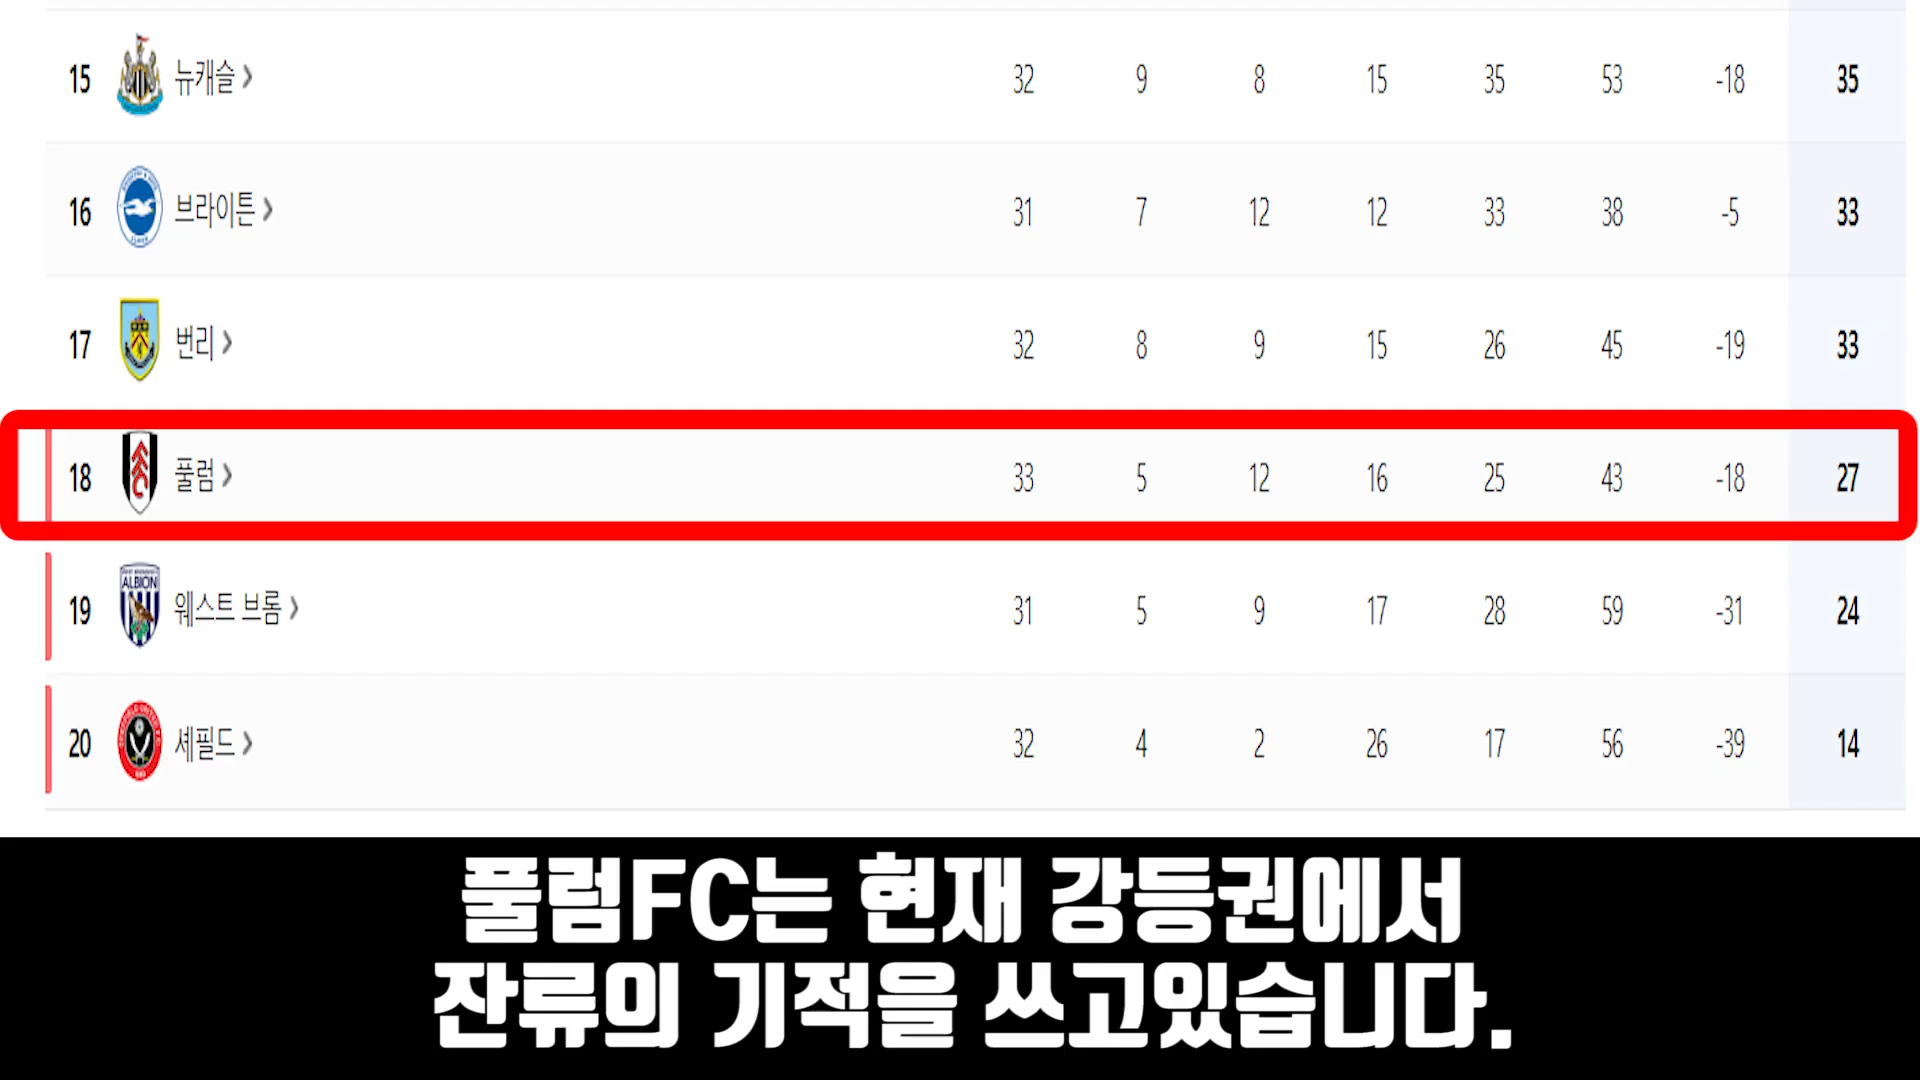 15 뉴캐슬 32 9 8 15 35 53 -18 35
16 브라이튼 31 7 12 12 33 38 -5 33
17 번리 32 8 9 15 26 45 -19 33
18 풀럼 33 5 12 16 25 43 -18 27
ALBION
19 웨스트 브롬 31 5 9 17 28 59 -31 24
20 셰필드 32 4 2 26 17 56 -39 14
풀럼FC는 현재 강등권에서
잔류의 기적을 쓰고있습니다.